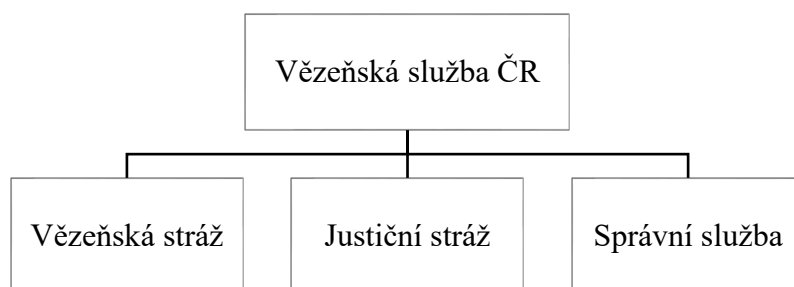 Vězeňská služba ČR
Vězeňská stráž
Justiční stráž
Správní služba